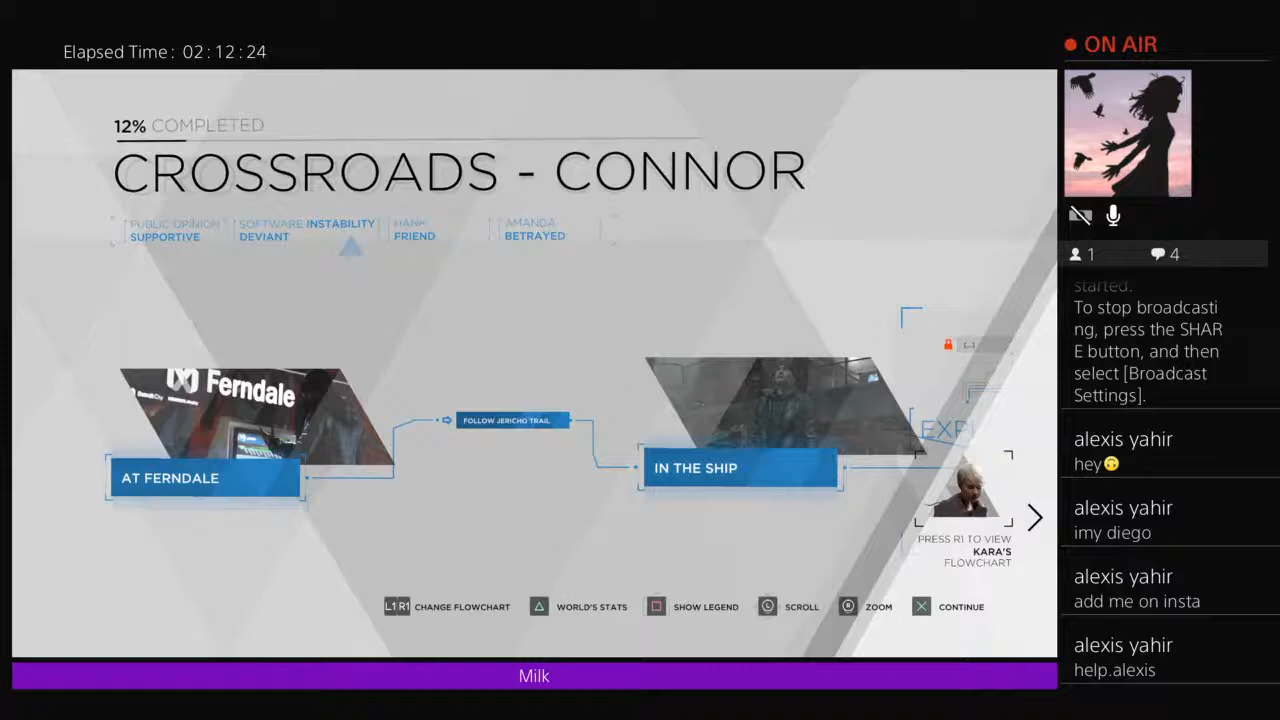 Elapsed Time: 02:12:24
ON AIR
12% COMPLETED
CROSSROADS - CONNOR
PUBLIC OPINION
SUPPORTIVE
SOFTWARE INSTABILITY
DEVIANT
HANK
FRIEND
AMANDA
BETRAYED
Ferndale
AT FERNDALE
FOLLOW JERICHO TRAIL
IN THE SHIP
PRESS R1 TO VIEW
KARA'S
FLOWCHART
L1 R1 CHANGE FLOWCHART
WORLD'S STATS
SHOW LEGEND
L SCROLL
R ZOOM
CONTINUE
Milk
1
4
started.
To stop broadcasti
ng, press the SHAR
E button, and then
select [Broadcast
Settings].
alexis yahir
hey🙃
alexis yahir
imy diego
alexis yahir
add me on insta
alexis yahir
help.alexis